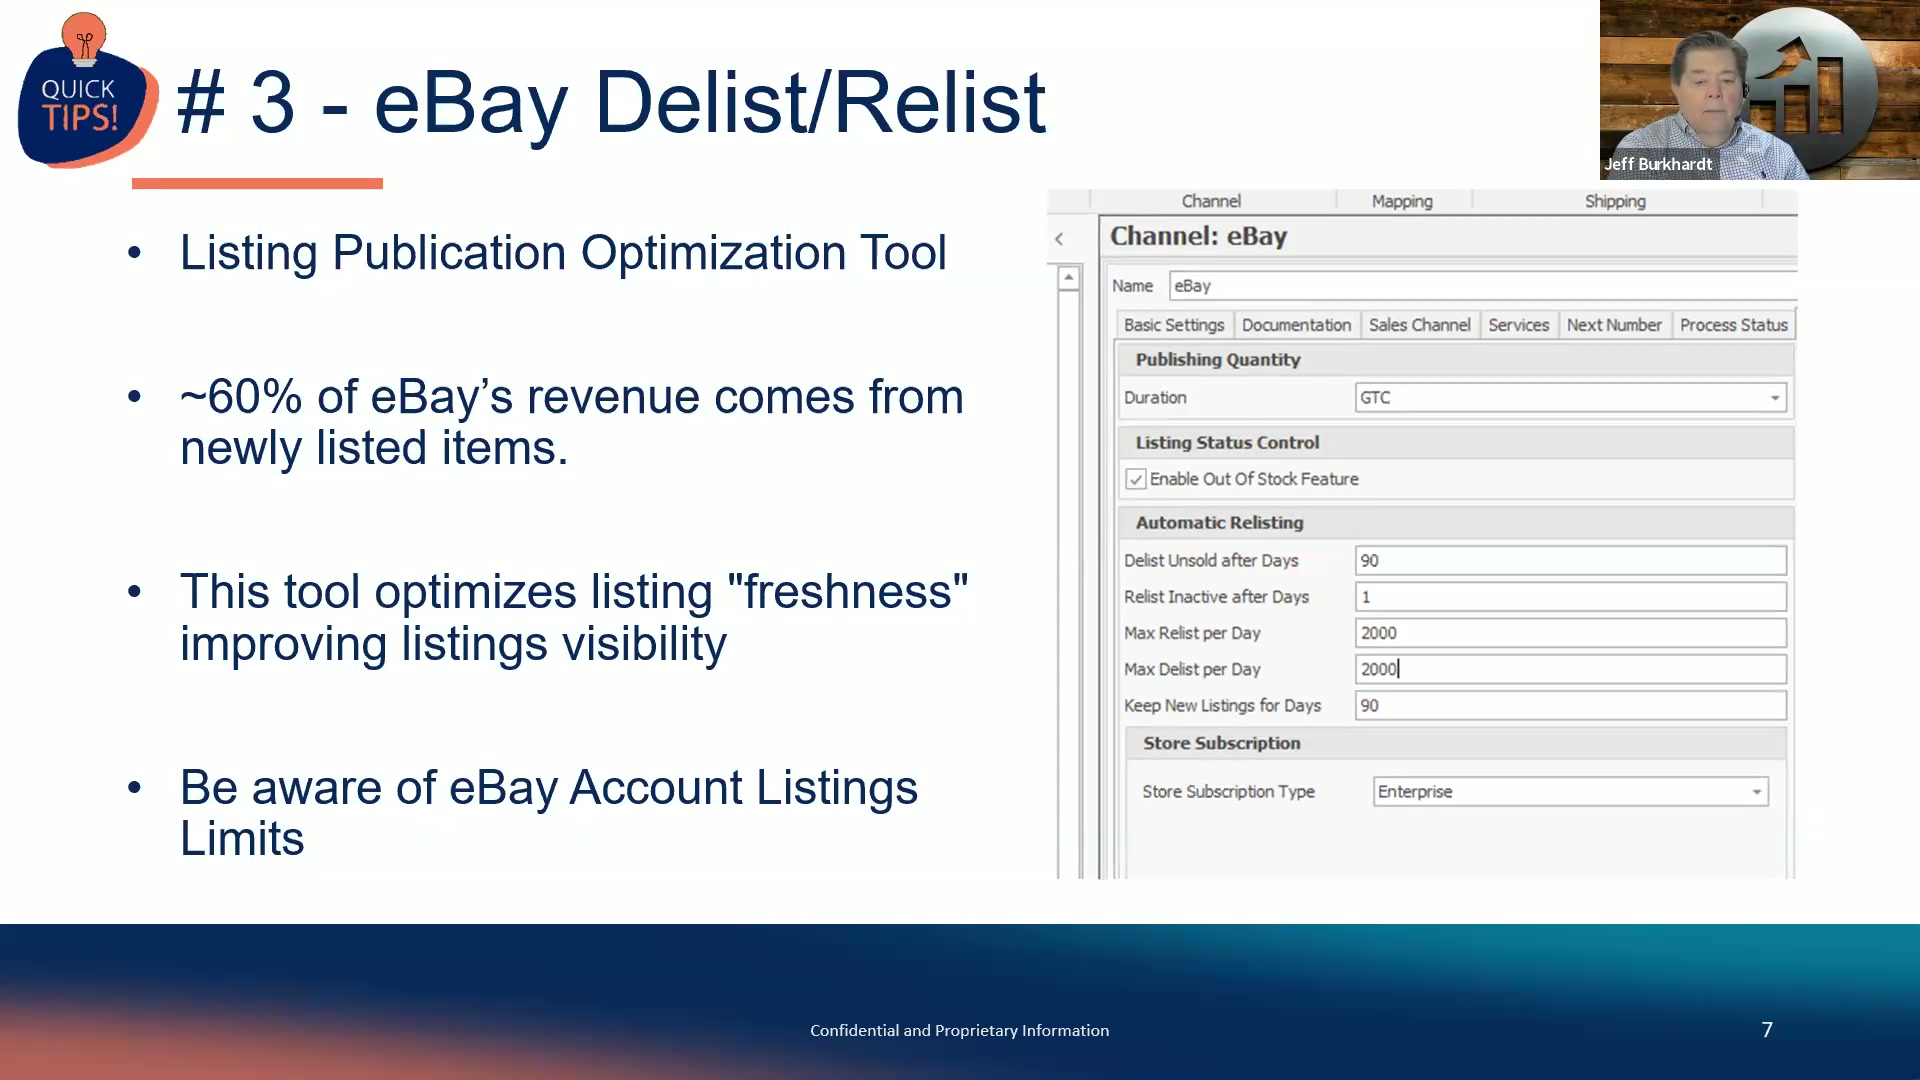 QUICK
TIPS!
# 3 - eBay Delist/Relist
Jeff Burkhardt
• Listing Publication Optimization Tool
• ~60% of eBay’s revenue comes from
newly listed items.
• This tool optimizes listing "freshness"
improving listings visibility
• Be aware of eBay Account Listings
Limits
Channel Mapping Shipping
Channel: eBay
Name eBay
Basic Settings Documentation Sales Channel Services Next Number Process Status
Publishing Quantity
Duration GTC
Listing Status Control
Enable Out Of Stock Feature
Automatic Relisting
Delist Unsold after Days 90
Relist Inactive after Days 1
Max Relist per Day 2000
Max Delist per Day 2000
Keep New Listings for Days 90
Store Subscription
Store Subscription Type Enterprise
Confidential and Proprietary Information
7